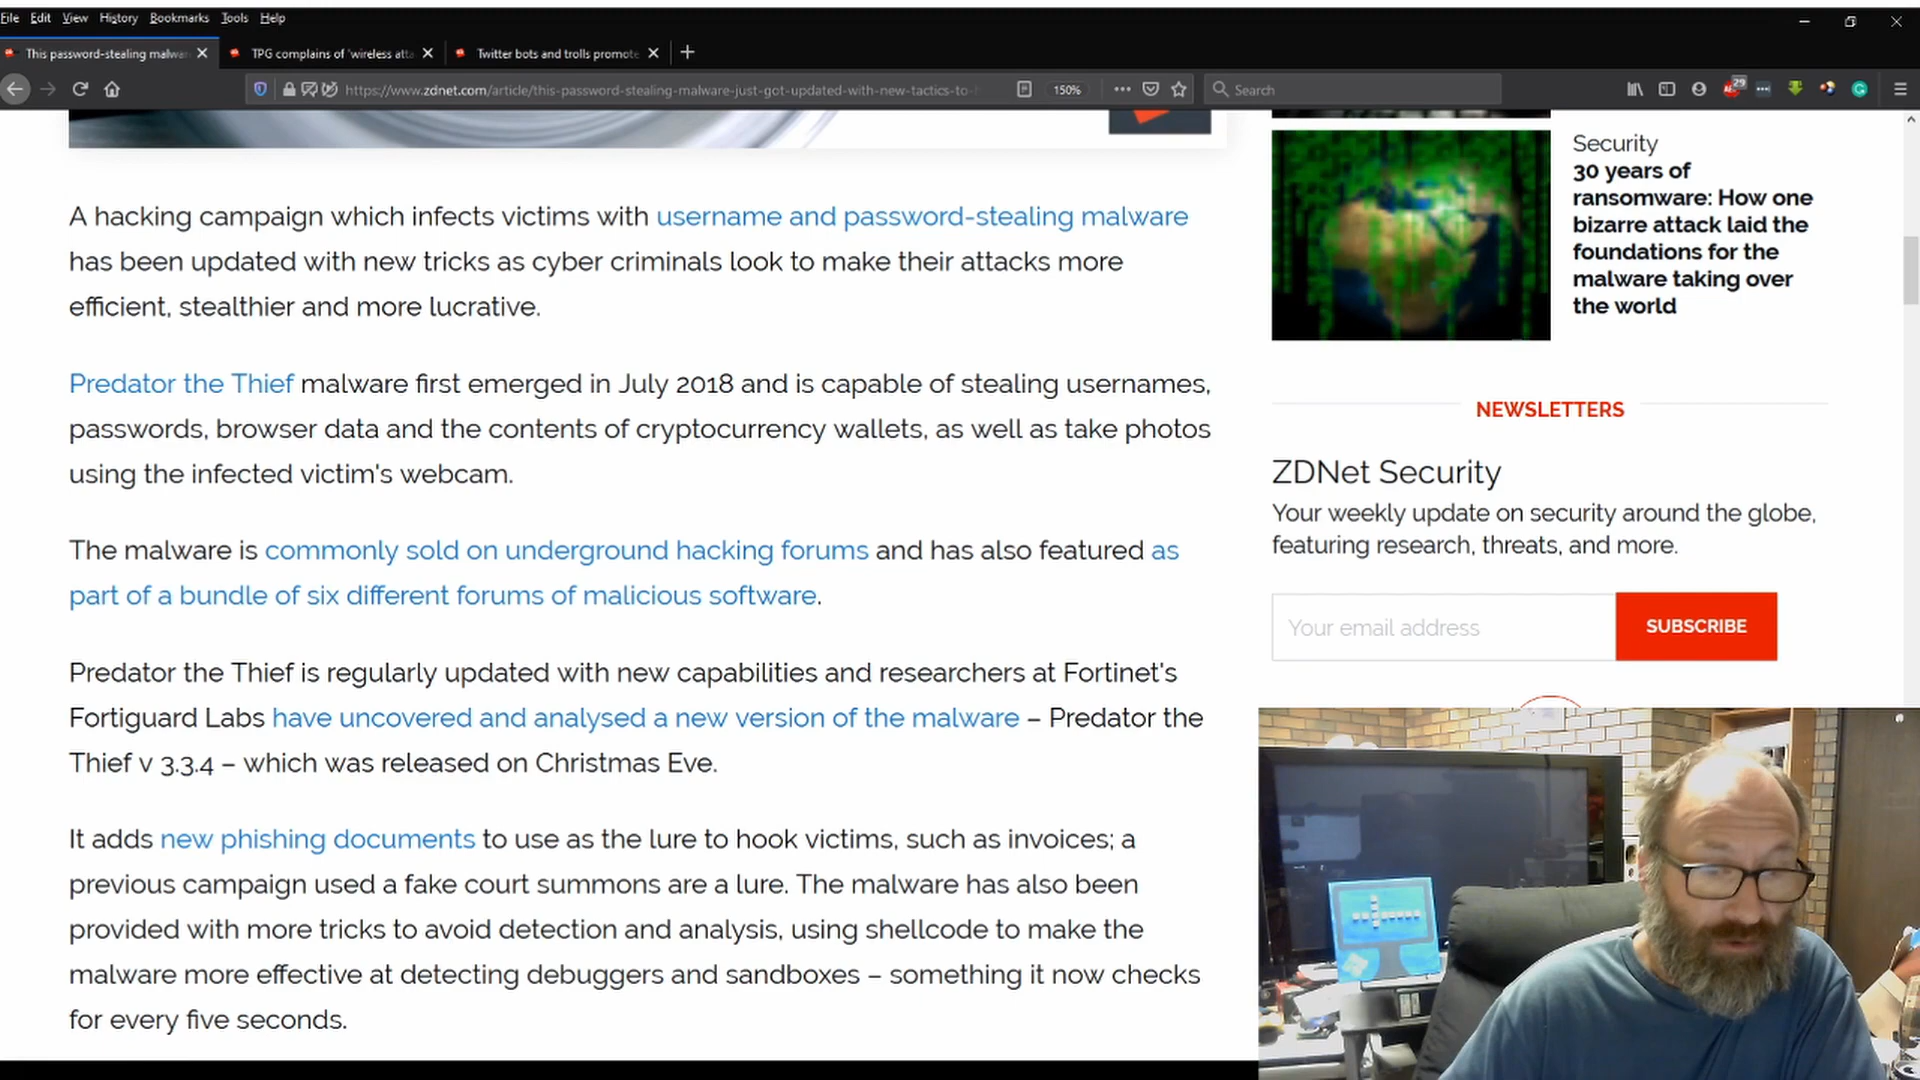 File Edit View History Bookmarks Tools Help
This password-stealing malwar
TPG complains of 'wireless atta
Twitter bots and trolls promote
https://www.zdnet.com/article/this-password-stealing-malware-just-got-updated-with-new-tactics-to-h
150%
Search
29
A hacking campaign which infects victims with username and password-stealing malware
has been updated with new tricks as cyber criminals look to make their attacks more
efficient, stealthier and more lucrative.
Predator the Thief malware first emerged in July 2018 and is capable of stealing usernames,
passwords, browser data and the contents of cryptocurrency wallets, as well as take photos
using the infected victim's webcam.
The malware is commonly sold on underground hacking forums and has also featured as
part of a bundle of six different forums of malicious software.
Predator the Thief is regularly updated with new capabilities and researchers at Fortinet's
Fortiguard Labs have uncovered and analysed a new version of the malware – Predator the
Thief v 3.3.4 – which was released on Christmas Eve.
It adds new phishing documents to use as the lure to hook victims, such as invoices; a
previous campaign used a fake court summons are a lure. The malware has also been
provided with more tricks to avoid detection and analysis, using shellcode to make the
malware more effective at detecting debuggers and sandboxes – something it now checks
for every five seconds.
Security
30 years of
ransomware: How one
bizarre attack laid the
foundations for the
malware taking over
the world
NEWSLETTERS
ZDNet Security
Your weekly update on security around the globe,
featuring research, threats, and more.
Your email address
SUBSCRIBE